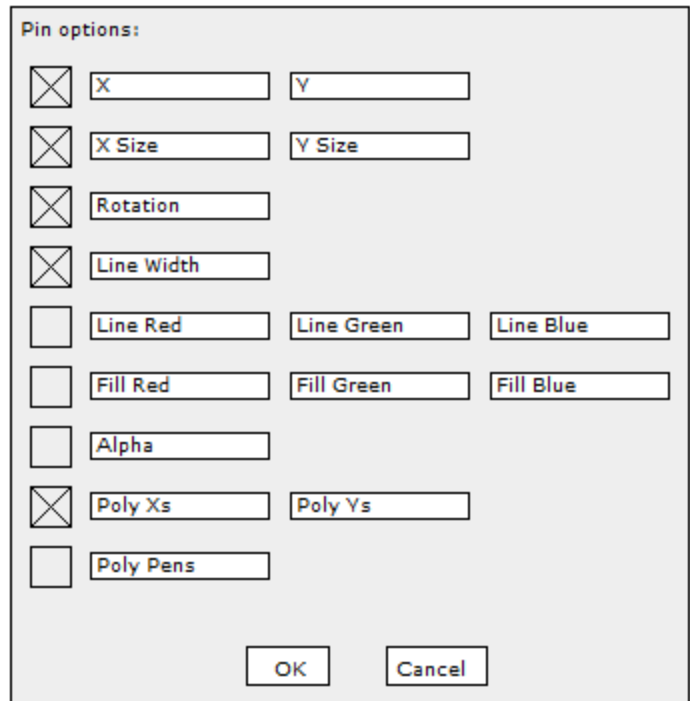 Pin options:
X Y
X Size Y Size
Rotation
Line Width
Line Red Line Green Line Blue
Fill Red Fill Green Fill Blue
Alpha
Poly Xs Poly Ys
Poly Pens
OK Cancel